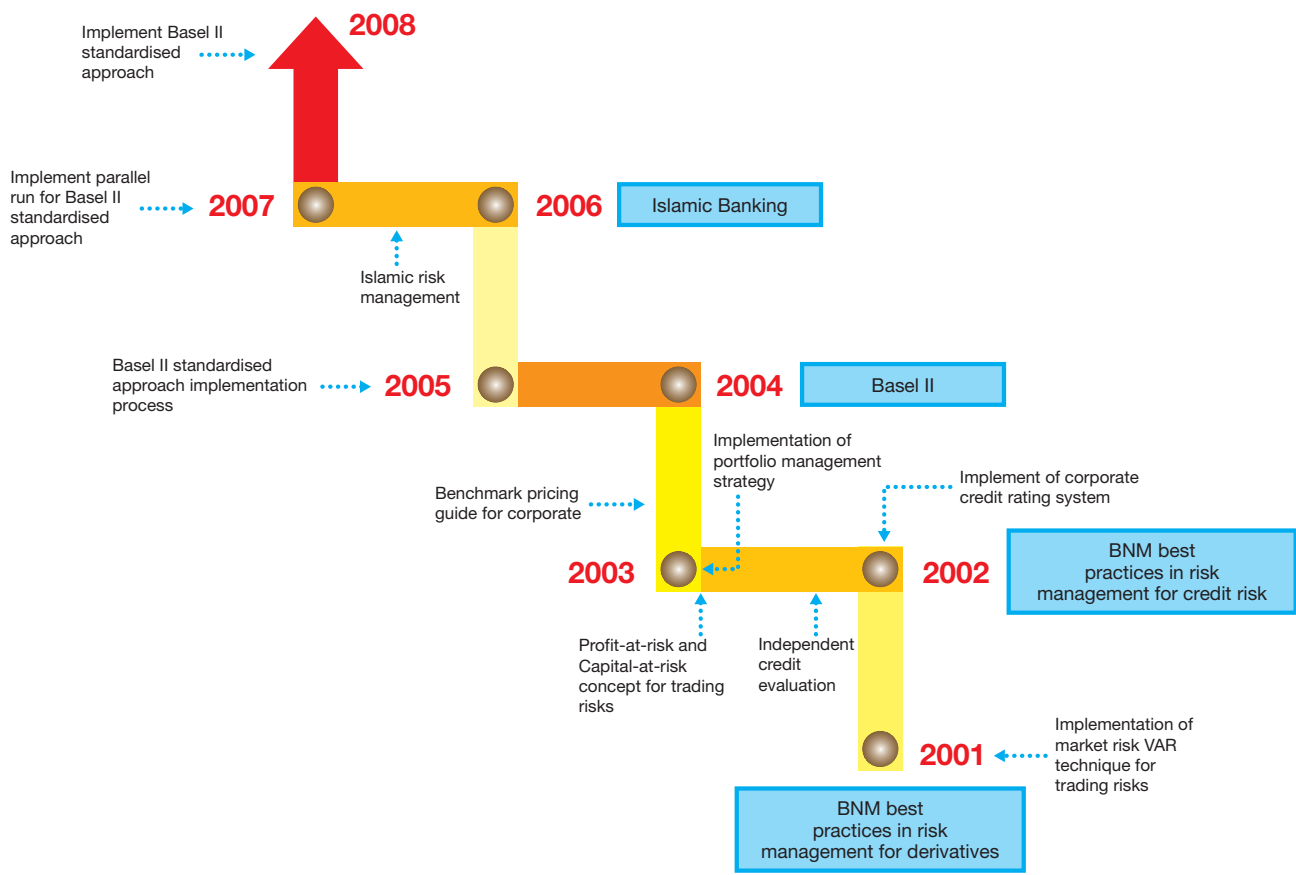 2008
Implement Basel II
standardised
approach
Implement parallel
run for Basel II
standardised
approach
2007
2006
Islamic Banking
Islamic risk
management
Basel II standardised
approach implementation
process
2005
2004
Basel II
Implementation of
portfolio management
strategy
Implement of corporate
credit rating system
Benchmark pricing
guide for corporate
2003
2002
BNM best
practices in risk
management for credit risk
Profit-at-risk and
Capital-at-risk
concept for trading
risks
Independent
credit
evaluation
2001
Implementation of
market risk VAR
technique for
trading risks
BNM best
practices in risk
management for derivatives